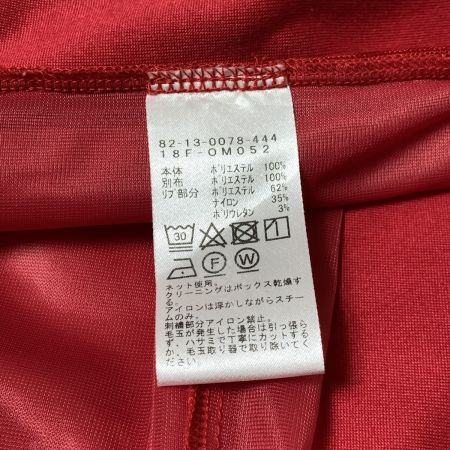 82-13-0078-444
18F-OM052
本体 ポリエステル 100%
別布 ポリエステル 100%
リブ部分 ポリエステル 62%
ナイロン 35%
ポリウレタン 3%
30 F W
ネット使用。
クリーニングはボックス乾燥する。
アイロンは浮かしながらスチームのみ。
刺繍部分アイロン禁止。
毛玉が発生した場合は引っ張らず、ハサミで丁寧にカットするか、毛玉取り器で取り除いてください。